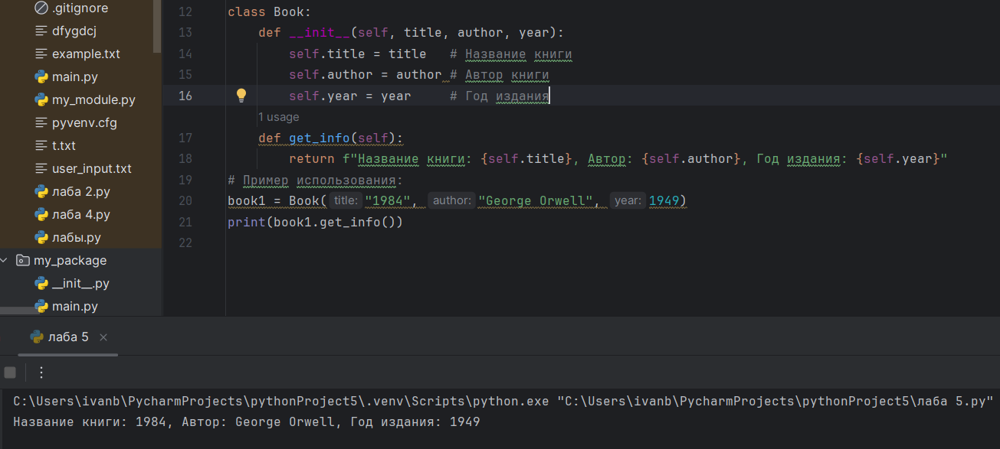 .gitignore
dfygdcj
example.txt
main.py
my_module.py
pyvenv.cfg
t.txt
user_input.txt
лаба 2.py
лаба 4.py
лабы.py
my_package
__init__.py
main.py
12 class Book:
13 def __init__(self, title, author, year):
14 self.title = title # Название книги
15 self.author = author # Автор книги
16 self.year = year # Год издания
1 usage
17 def get_info(self):
18 return f"Название книги: {self.title}, Автор: {self.author}, Год издания: {self.year}"
19 # Пример использования:
20 book1 = Book( title: "1984", author: "George Orwell", year: 1949)
21 print(book1.get_info())
22
лаба 5
C:\Users\ivanb\PycharmProjects\pythonProject5\.venv\Scripts\python.exe "C:\Users\ivanb\PycharmProjects\pythonProject5\лаба 5.py"
Название книги: 1984, Автор: George Orwell, Год издания: 1949